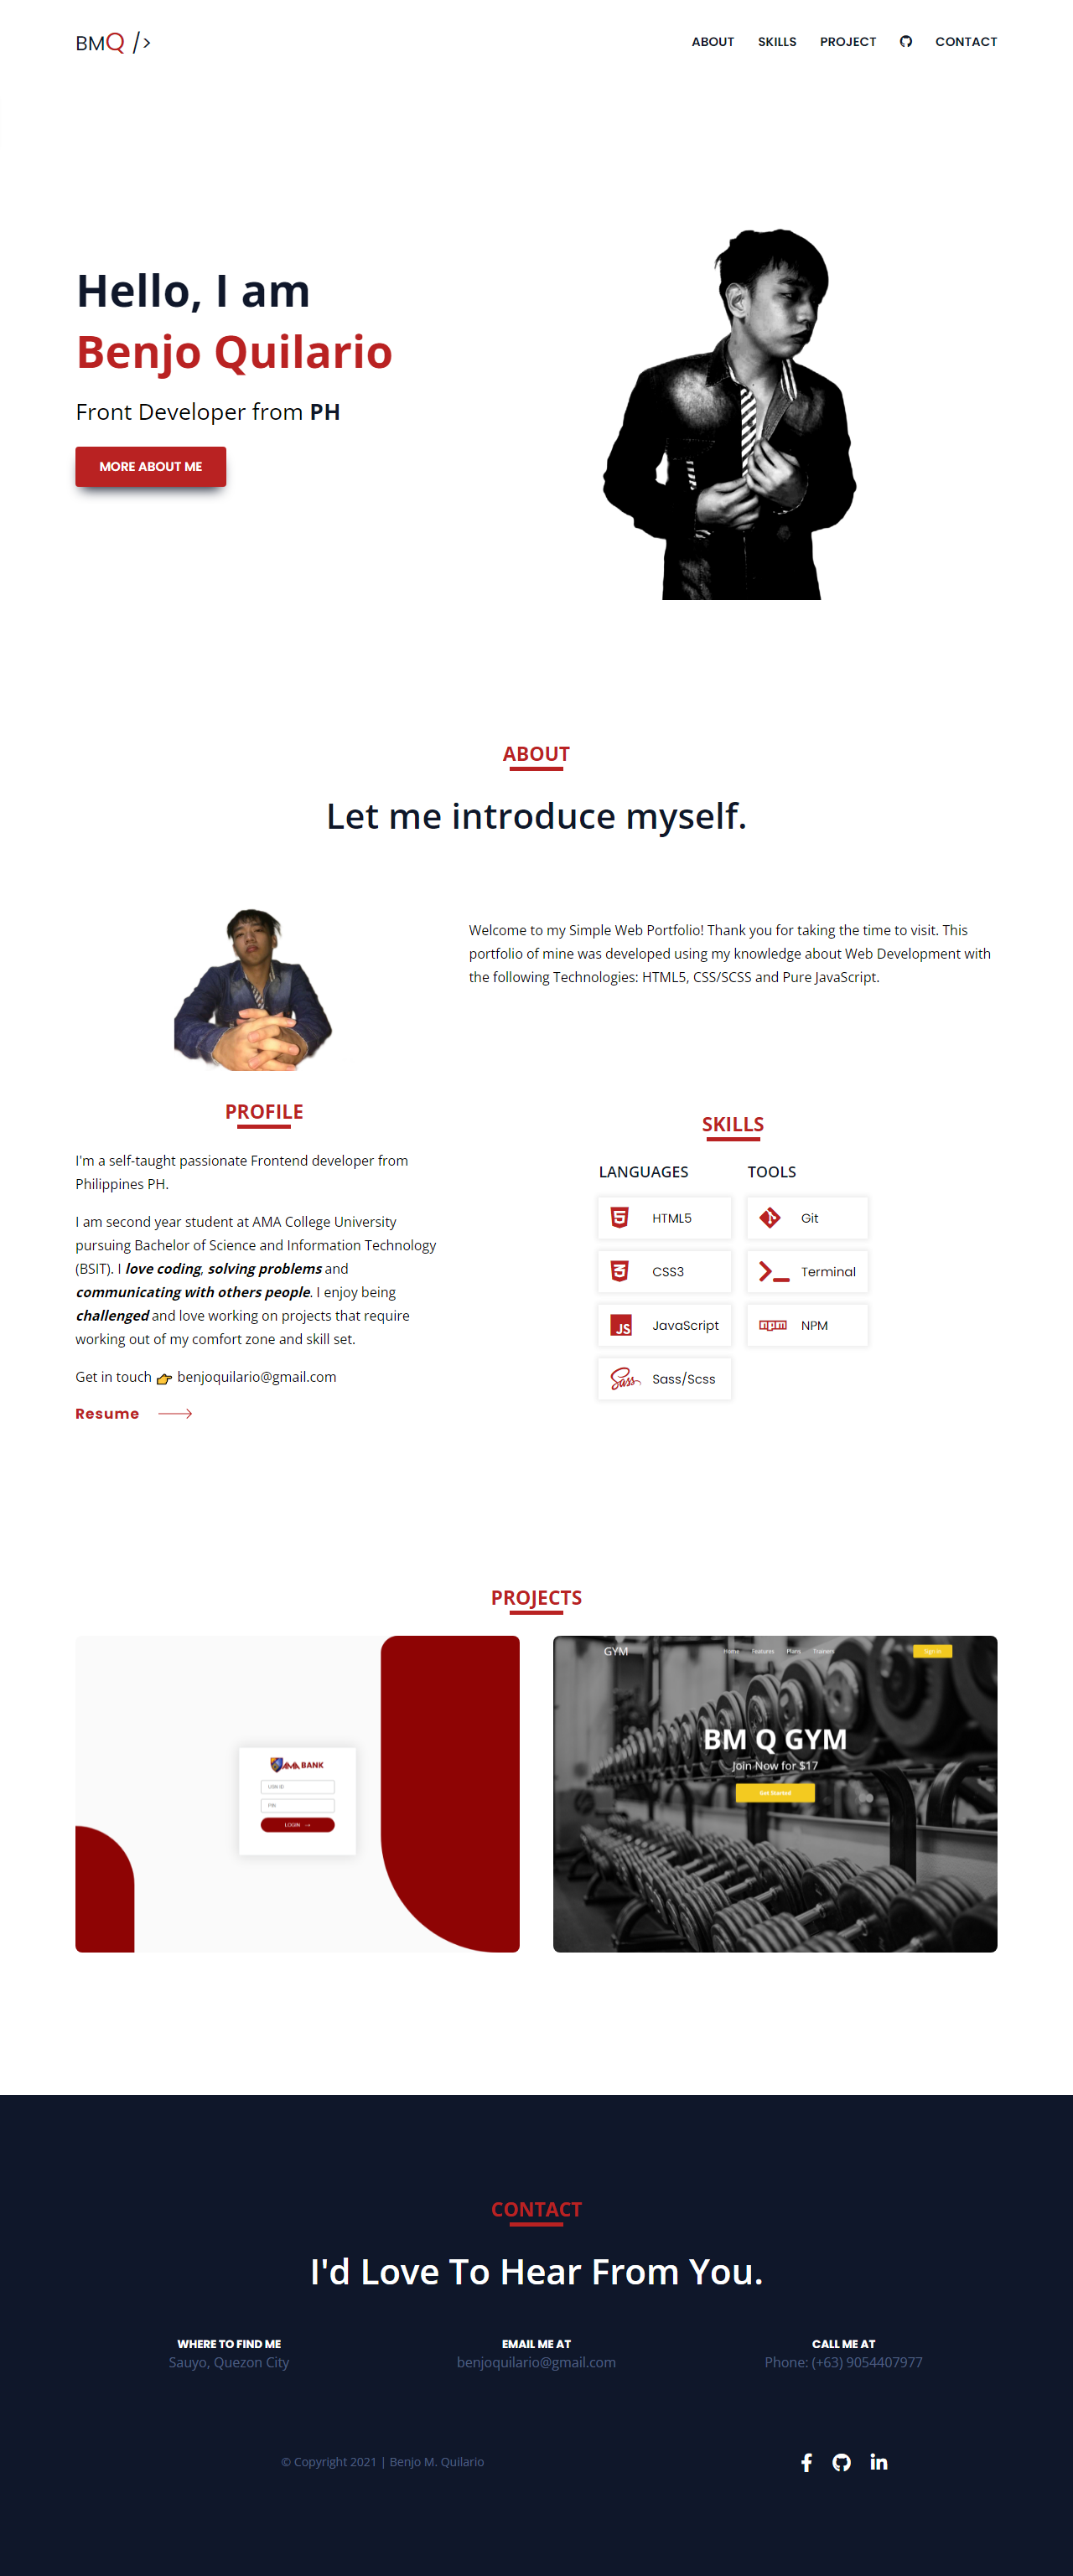 BMQ />
ABOUT SKILLS PROJECT CONTACT
Hello, I am
Benjo Quilario
Front Developer from PH
MORE ABOUT ME
ABOUT
Let me introduce myself.
Welcome to my Simple Web Portfolio! Thank you for taking the time to visit. This
portfolio of mine was developed using my knowledge about Web Development with
the following Technologies: HTML5, CSS/SCSS and Pure JavaScript.
PROFILE
I'm a self-taught passionate Frontend developer from
Philippines PH.
I am second year student at AMA College University
pursuing Bachelor of Science and Information Technology
(BSIT). I love coding, solving problems and
communicating with others people. I enjoy being
challenged and love working on projects that require
working out of my comfort zone and skill set.
Get in touch 👉 benjoquilario@gmail.com
Resume
SKILLS
LANGUAGES
HTML5
CSS3
JavaScript
Sass/Scss
TOOLS
Git
Terminal
NPM
PROJECTS
AMA BANK
USN ID
PIN
LOGIN →
GYM
Home Features Plans Trainers
Sign In
BM Q GYM
Join Now for $17
Get Started
CONTACT
I'd Love To Hear From You.
WHERE TO FIND ME
Sauyo, Quezon City
EMAIL ME AT
benjoquilario@gmail.com
CALL ME AT
Phone: (+63) 9054407977
© Copyright 2021 | Benjo M. Quilario